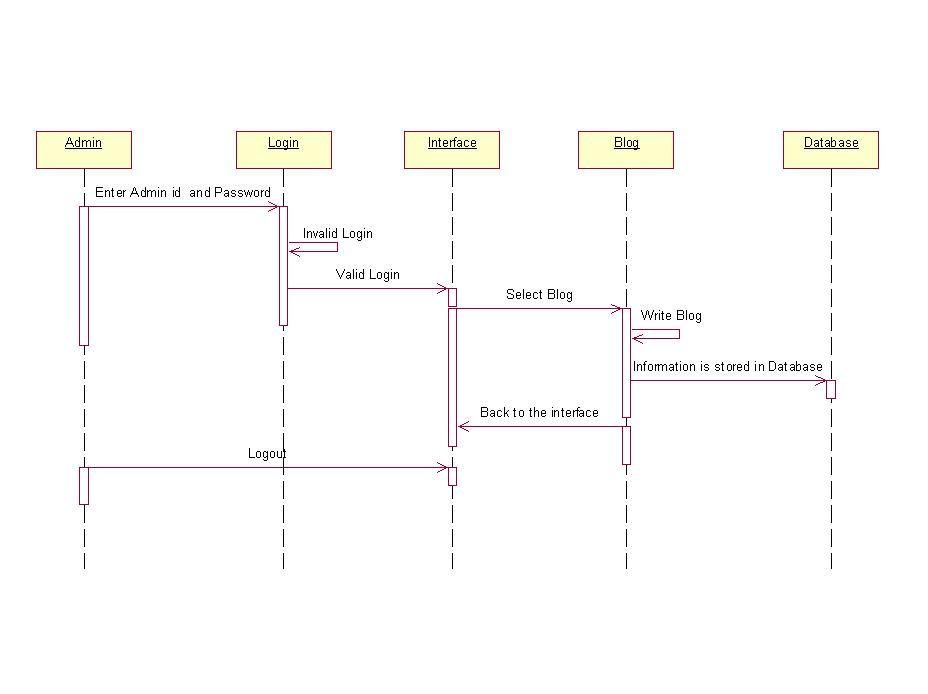 Admin
Login
Interface
Blog
Database
Enter Admin id  and Password
Invalid Login
Valid Login
Select Blog
Write Blog
Information is stored in Database
Back to the interface
Logout